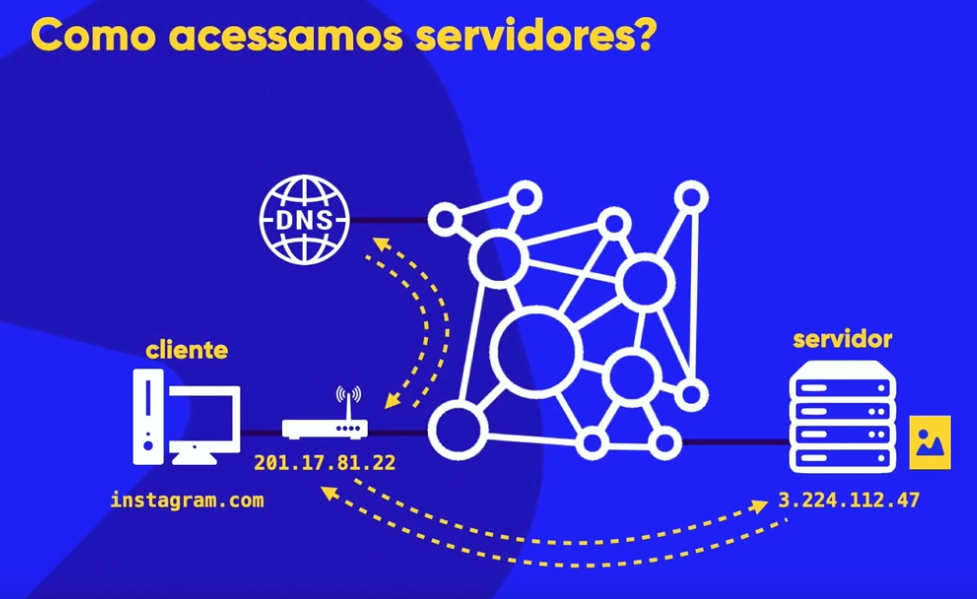 Como acessamos servidores?
DNS
cliente
servidor
201.17.81.22
instagram.com
3.224.112.47